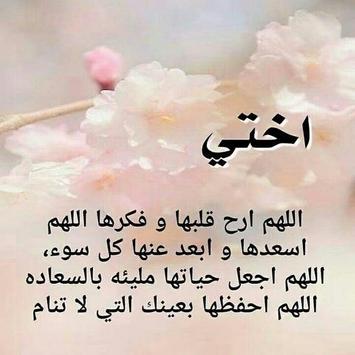 اختي
اللهم ارح قلبها و فكرها اللهم
اسعدها و ابعد عنها كل سوء،
اللهم اجعل حياتها مليئه بالسعاده
اللهم احفظها بعينك التي لا تنام